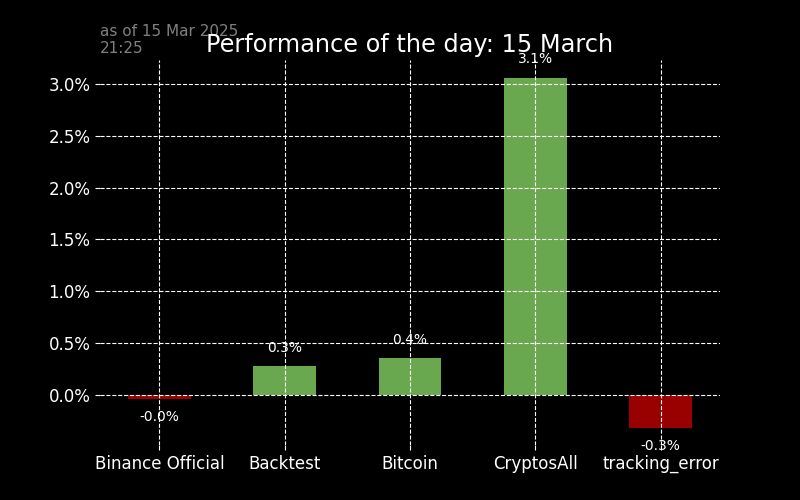 as of 15 Mar 2025
21:25
Performance of the day: 15 March
3.0%
2.5%
2.0%
1.5%
1.0%
0.5%
0.0%
-0.0%
0.3%
0.4%
3.1%
-0.3%
Binance Official
Backtest
Bitcoin
CryptosAll
tracking_error